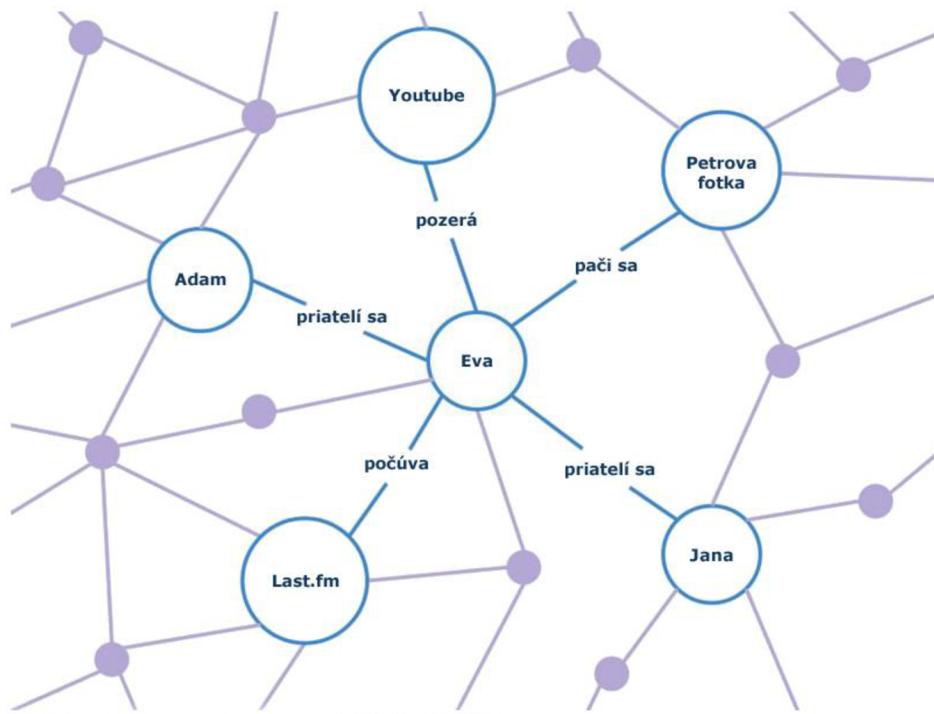 Youtube
Petrova
fotka
pozerá
pači sa
Adam
priatelí sa
Eva
počúva
priatelí sa
Last.fm
Jana